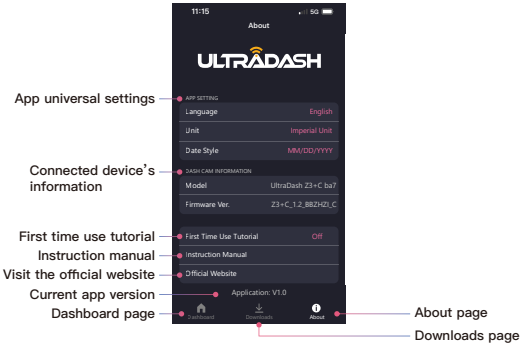 11:15
5G
About
ULTRADASH
App universal settings
APP SETTING
Language English
Unit Imperial Unit
Date Style MM/DD/YYYY
Connected device's
information
DASH CAM INFORMATION
Model UltraDash Z3+C ba7
Firmware Ver. Z3+C_1.2_BBZHZI_C
First time use tutorial
First Time Use Tutorial Off
Instruction manual
Instruction Manual
Visit the official website
Official Website
Current app version
Application: V1.0
Dashboard page
Dashboard
Downloads
About
About page
Downloads page